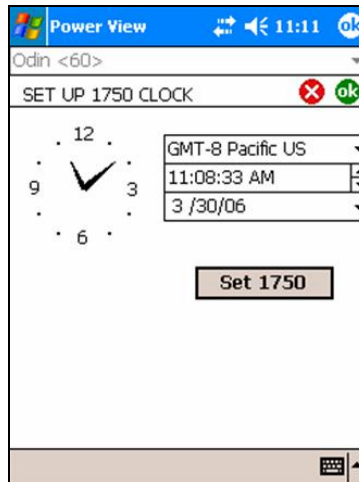 Power View 11:11 ok
Odin <60>
SET UP 1750 CLOCK ok
12
9
3
6
GMT-8 Pacific US
11:08:33 AM
3 /30/06
Set 1750